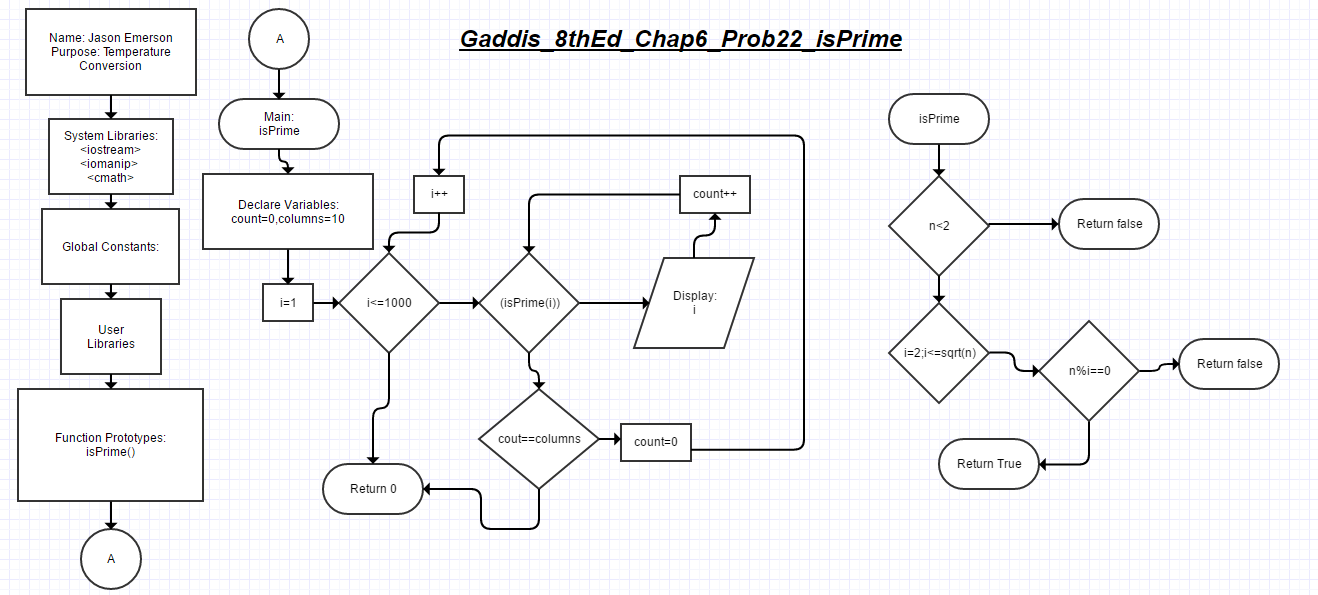 Gaddis_8thEd_Chap6_Prob22_isPrime
Name: Jason Emerson
Purpose: Temperature
Conversion
System Libraries:
<iostream>
<iomanip>
<cmath>
Global Constants:
User
Libraries
Function Prototypes:
isPrime()
A
A
Main:
isPrime
Declare Variables:
count=0,columns=10
i=1
i<=1000
i++
(isPrime(i))
Display:
i
count++
cout==columns
count=0
Return 0
isPrime
n<2
Return false
i=2;i<=sqrt(n)
n%i==0
Return false
Return True